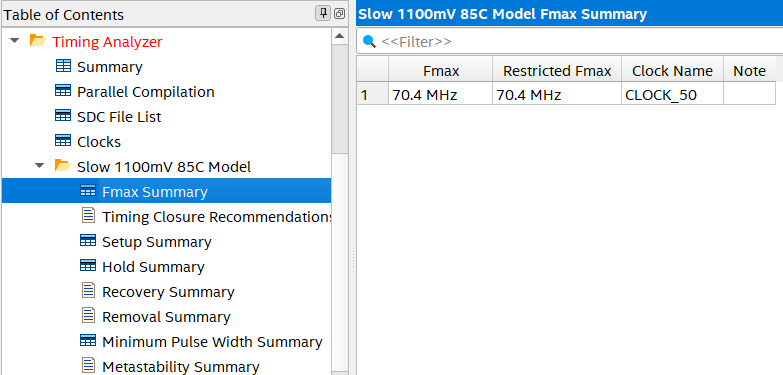 Table of Contents
Timing Analyzer
Summary
Parallel Compilation
SDC File List
Clocks
Slow 1100mV 85C Model
Fmax Summary
Timing Closure Recommendations
Setup Summary
Hold Summary
Recovery Summary
Removal Summary
Minimum Pulse Width Summary
Metastability Summary
Slow 1100mV 85C Model Fmax Summary
<<Filter>>
Fmax Restricted Fmax Clock Name Note
1 70.4 MHz 70.4 MHz CLOCK_50